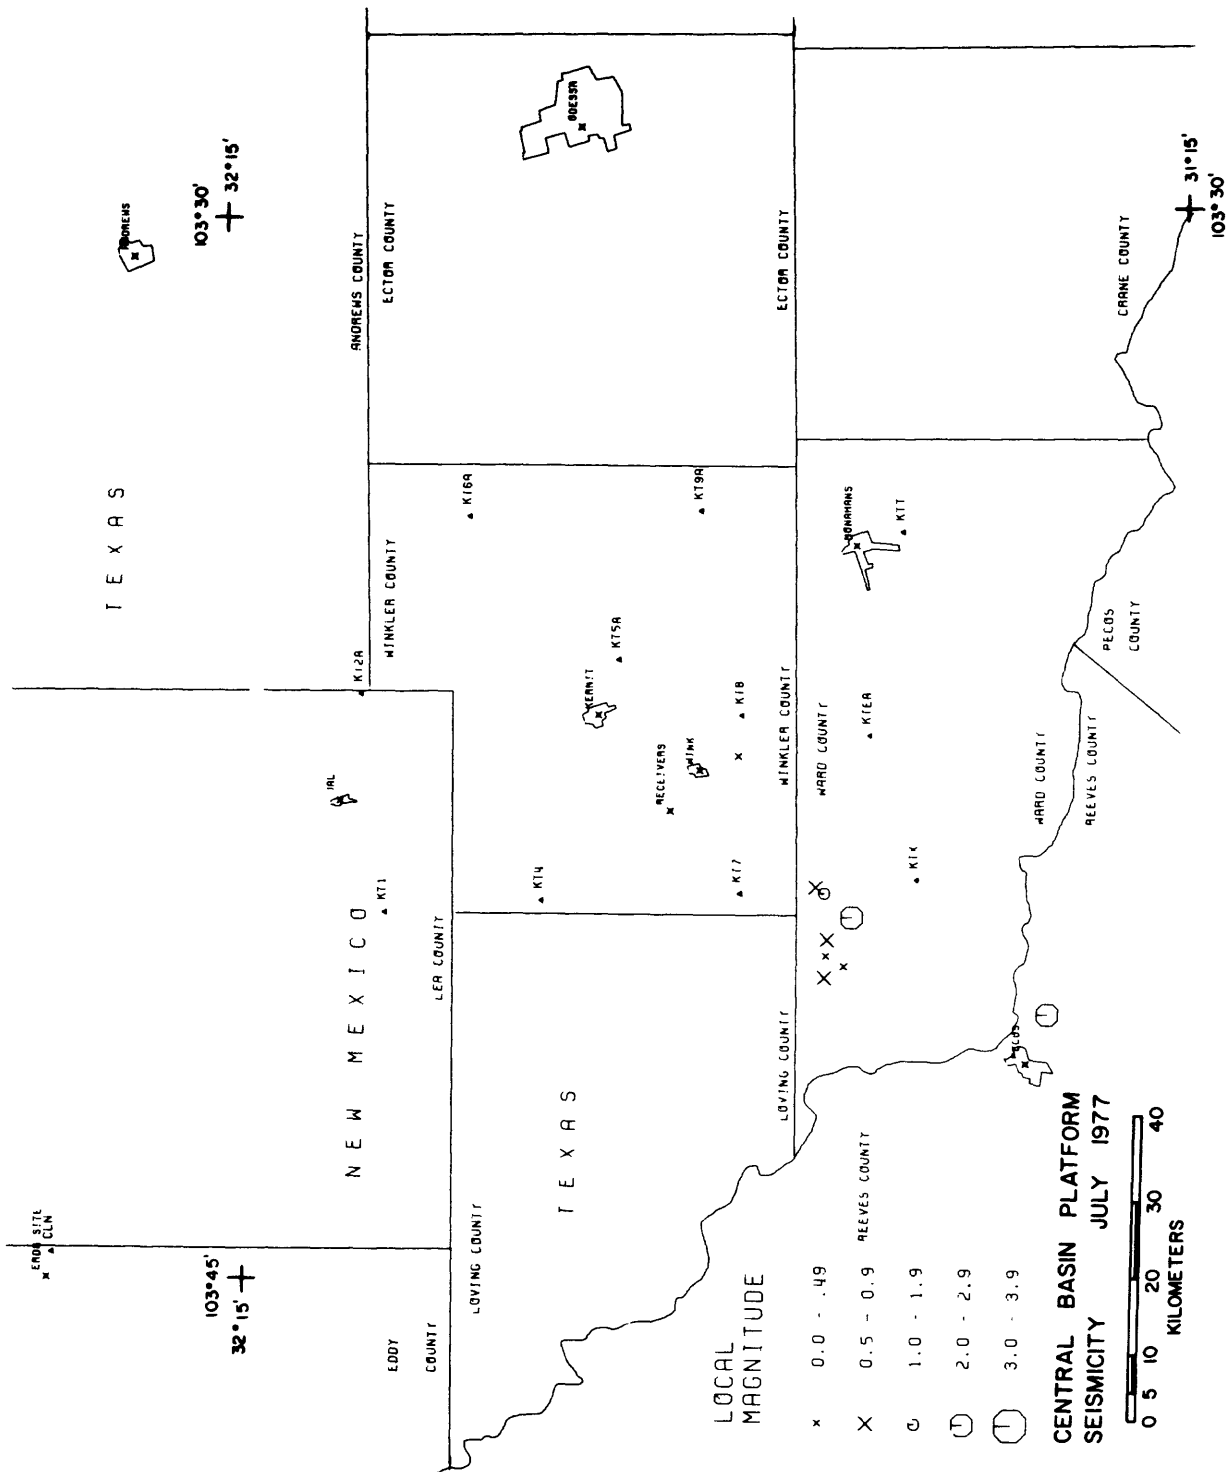 TEXAS
ANDREWS
103° 30'
32° 15'
ERDA SITE
CLN
103° 45'
32° 15'
NEW MEXICO
JAL
KT1
KT2A
EDDY
COUNTY
LEA COUNTY
LOVING COUNTY
ANDREWS COUNTY
WINKLER COUNTY
ECTOR COUNTY
TEXAS
KT4
KT6A
KERMIT
KT5A
RECEIVERS
WINK
KT8
KT7
KT9A
ODESSA
LOVING COUNTY
WINKLER COUNTY
ECTOR COUNTY
WARD COUNTY
REEVES COUNTY
MONAHANS
KTT
KTEA
KTX
PECOS
WARD COUNTY
REEVES COUNTY
PECOS
COUNTY
CRANE COUNTY
31° 15'
103° 30'
LOCAL
MAGNITUDE
0.0 - .49
0.5 - 0.9
1.0 - 1.9
2.0 - 2.9
3.0 - 3.9
CENTRAL BASIN PLATFORM
SEISMICITY JULY 1977
0 5 10 20 30 40
KILOMETERS